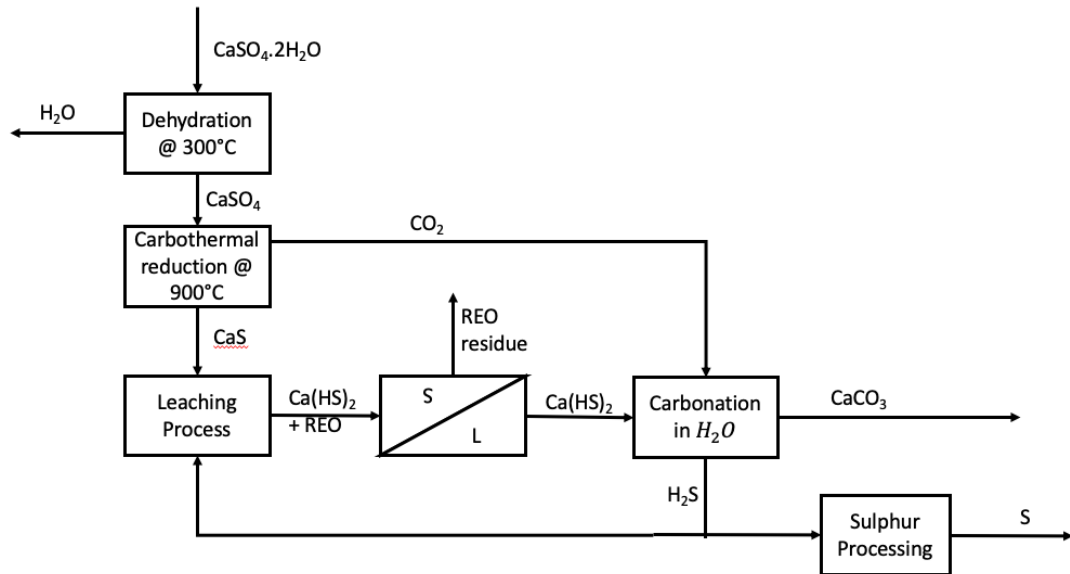 CaSO₄.2H₂O
H₂O
Dehydration
@ 300°C
CaSO₄
CO₂
Carbothermal
reduction @
900°C
CaS
REO
residue
Leaching
Process
Ca(HS)₂
+ REO
S
L
Ca(HS)₂
Carbonation
in H₂O
CaCO₃
H₂S
Sulphur
Processing
S